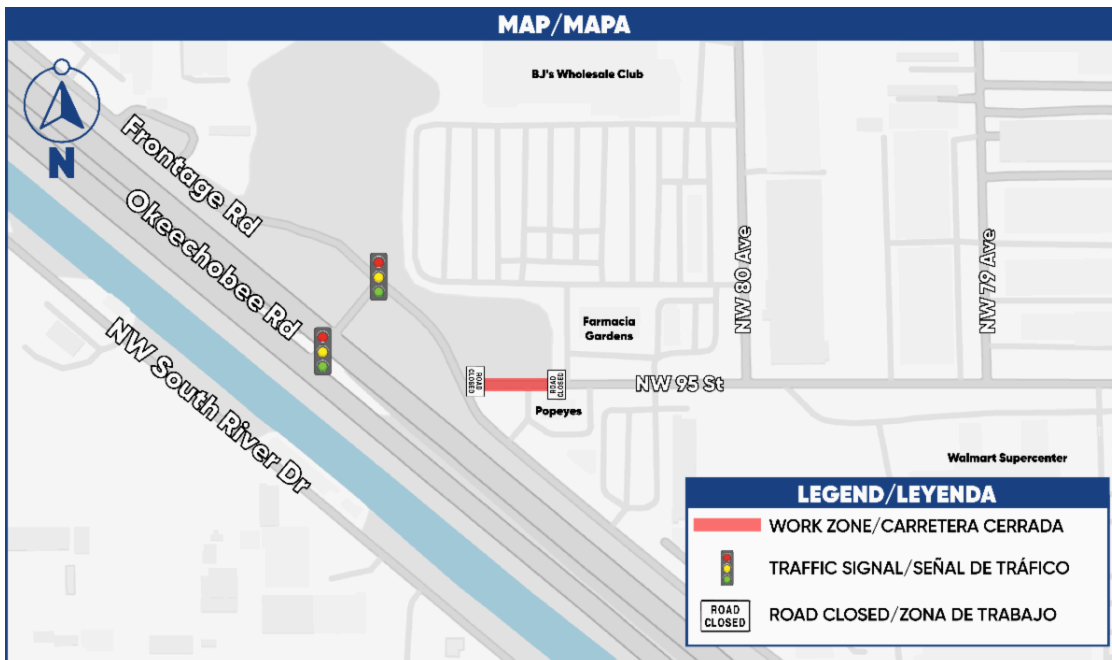 MAP/MAPA
BJ's Wholesale Club
N
Frontage Rd
Okeechobee Rd
NW South River Dr
NW 80 Ave
NW 79 Ave
Farmacia
Gardens
ROAD
CLOSED
ROAD
CLOSED
NW 95 St
Popeyes
Walmart Supercenter
LEGEND/LEYENDA
WORK ZONE/CARRETERA CERRADA
TRAFFIC SIGNAL/SEÑAL DE TRÁFICO
ROAD
CLOSED
ROAD CLOSED/ZONA DE TRABAJO